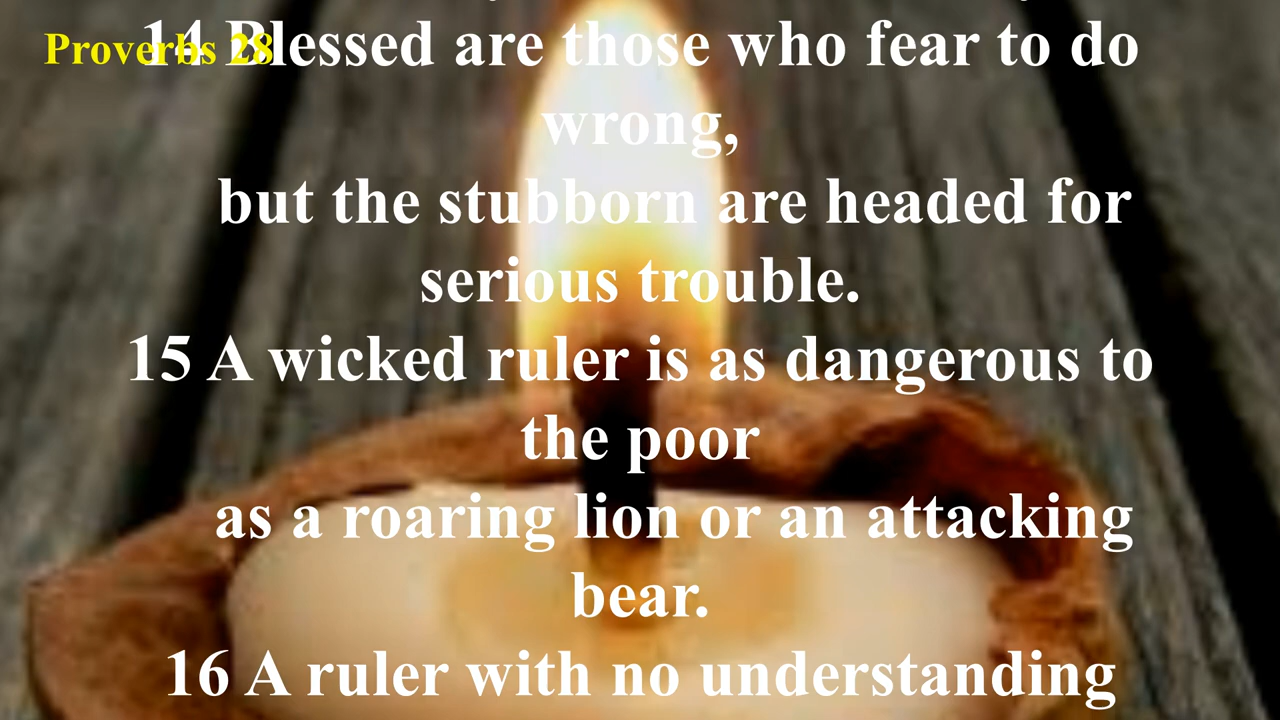 Proverbs 28
14 Blessed are those who fear to do
wrong,
but the stubborn are headed for
serious trouble.
15 A wicked ruler is as dangerous to
the poor
as a roaring lion or an attacking
bear.
16 A ruler with no understanding